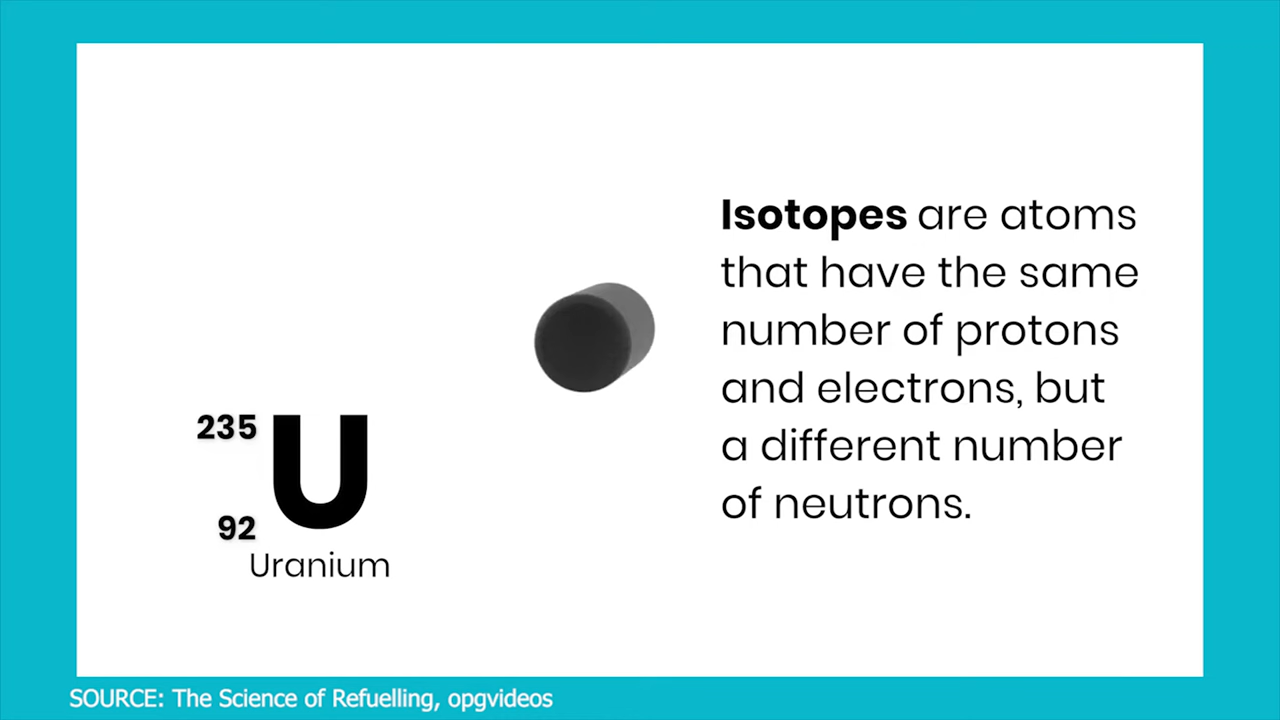 Isotopes are atoms
that have the same
number of protons
and electrons, but
a different number
of neutrons.
235
92
U
Uranium
SOURCE: The Science of Refuelling, opgvideos